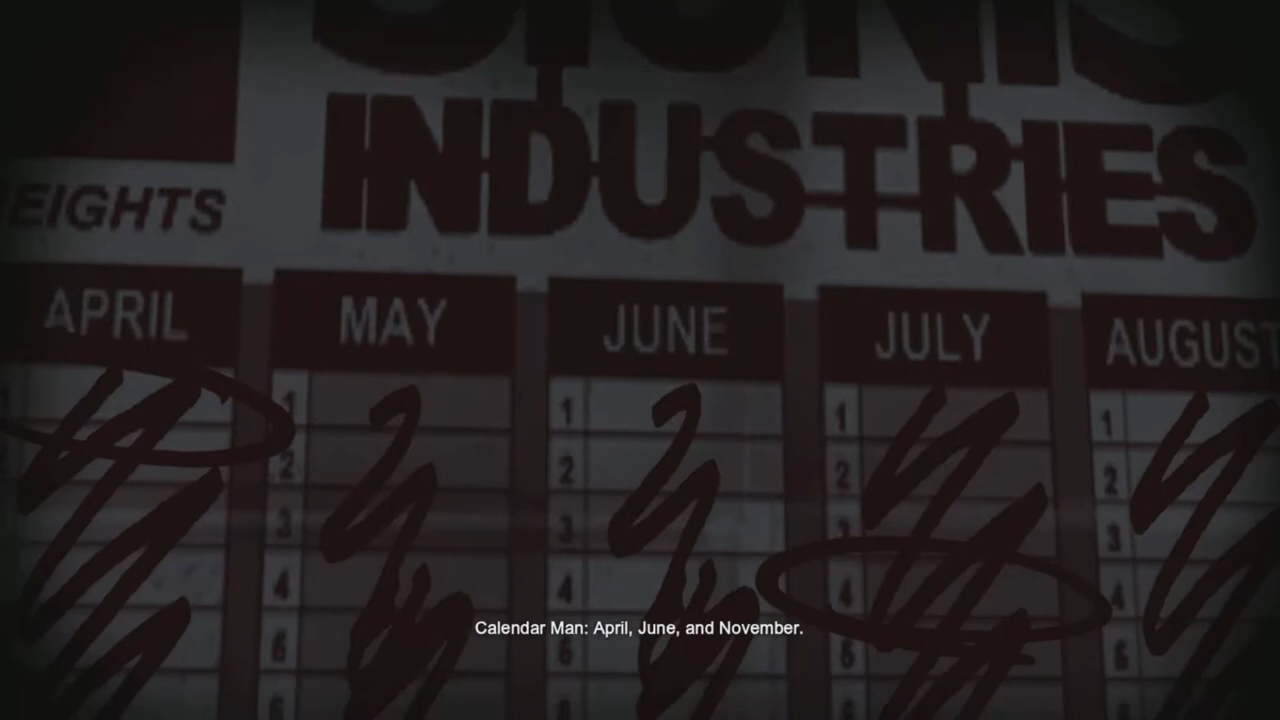 INDUSTRIES
EIGHTS
APRIL MAY JUNE JULY AUGUST
1 1 1 1
2 2 2 2
3 3 3
4 4 4 4
Calendar Man: April, June, and November.